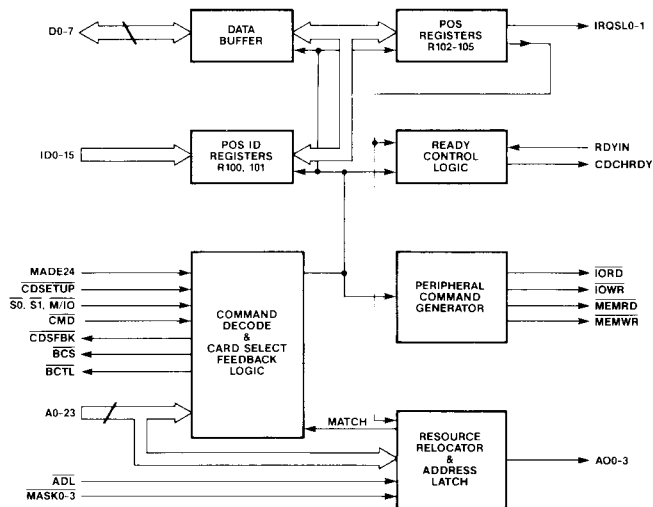 D0-7
DATA
BUFFER
POS
REGISTERS
R102-105
IRQSL0-1
ID0-15
POS ID
REGISTERS
R100, 101
READY
CONTROL
LOGIC
RDYIN
CDCHRDY
MADE24
CDSETUP
S0, S1, M/IO
CMD
CDSFBK
BCS
BCTL
A0-23
COMMAND
DECODE
&
CARD SELECT
FEEDBACK
LOGIC
PERIPHERAL
COMMAND
GENERATOR
IORD
IOWR
MEMRD
MEMWR
MATCH
RESOURCE
RELOCATOR
&
ADDRESS
LATCH
AO0-3
ADL
MASK0-3